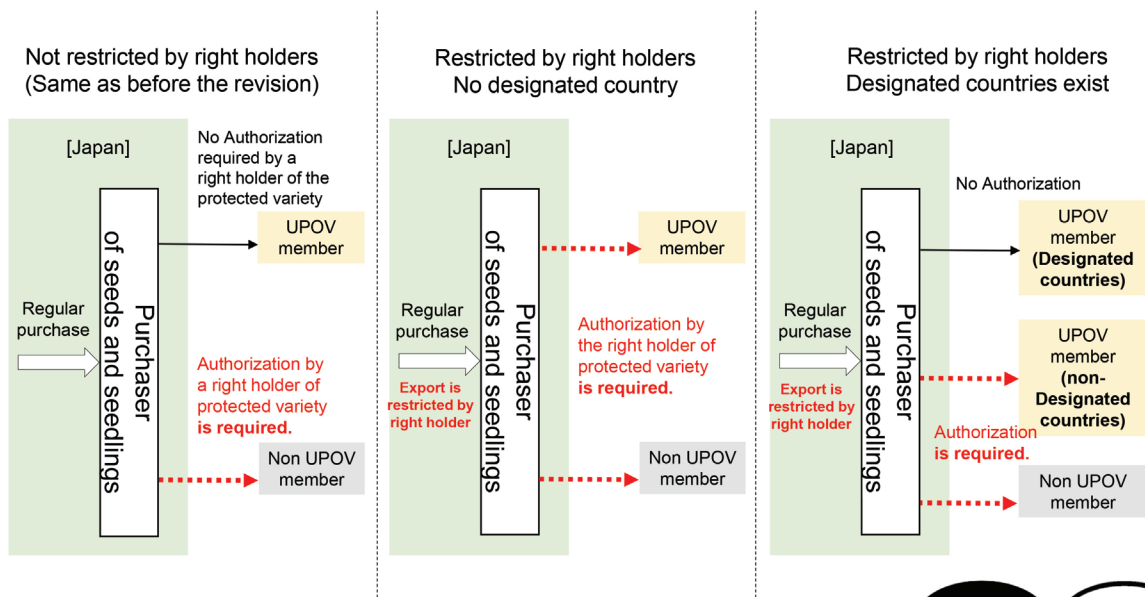 Not restricted by right holders
(Same as before the revision)
[Japan]
No Authorization
required by a
right holder of the
protected variety
UPOV
member
Regular
purchase
Purchaser
of seeds and seedlings
Authorization by
a right holder of
protected variety
is required.
Non UPOV
member
Restricted by right holders
No designated country
[Japan]
UPOV
member
Regular
purchase
Export is
restricted by
right holder
Purchaser
of seeds and seedlings
Authorization by
the right holder of
protected variety
is required.
Non UPOV
member
Restricted by right holders
Designated countries exist
[Japan]
No Authorization
UPOV
member
(Designated
countries)
Regular
purchase
Export is
restricted by
right holder
Purchaser
of seeds and seedlings
UPOV
member
(non-
Designated
countries)
Authorization
is required.
Non UPOV
member